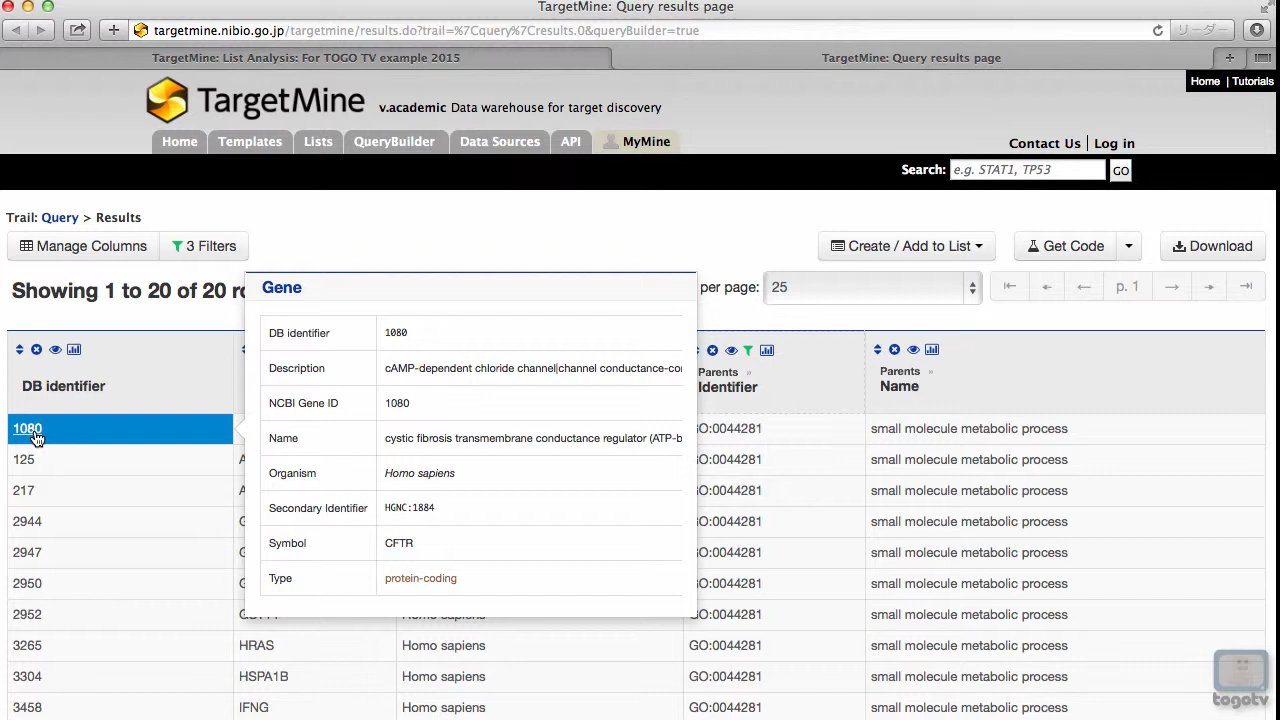 TargetMine: Query results page
targetmine.nibio.go.jp/targetmine/results.do?trail=%7Cquery%7Cresults.0&queryBuilder=true
リーダー
TargetMine: List Analysis: For TOGO TV example 2015
TargetMine: Query results page
Home | Tutorials
TargetMine v.academic Data warehouse for target discovery
Home Templates Lists QueryBuilder Data Sources API MyMine
Contact Us | Log in
Search: e.g. STAT1, TP53 GO
Trail: Query > Results
Manage Columns 3 Filters Create / Add to List Get Code Download
Showing 1 to 20 of 20 per page: 25 p. 1
Gene
DB identifier 1080
Description cAMP-dependent chloride channel|channel conductance-co
NCBI Gene ID 1080
Name cystic fibrosis transmembrane conductance regulator (ATP-b
Organism Homo sapiens
Secondary Identifier HGNC:1884
Symbol CFTR
Type protein-coding
DB identifier
Parents »
Identifier
Parents »
Name
1080 GO:0044281 small molecule metabolic process
125 GO:0044281 small molecule metabolic process
217 GO:0044281 small molecule metabolic process
2944 GO:0044281 small molecule metabolic process
2947 GO:0044281 small molecule metabolic process
2950 GO:0044281 small molecule metabolic process
2952 Homo sapiens GO:0044281 small molecule metabolic process
3265 HRAS Homo sapiens GO:0044281 small molecule metabolic process
3304 HSPA1B Homo sapiens GO:0044281 small molecule metabolic process
3458 IFNG Homo sapiens GO:0044281 small molecule metabolic process
togotv